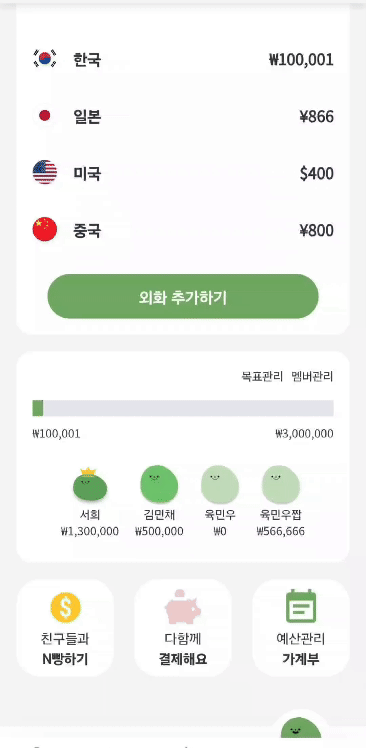 한국 ₩100,001
일본 ¥866
미국 $400
중국 ¥800
외화 추가하기
목표관리 멤버관리
₩100,001 ₩3,000,000
서희 김민채 육민우 육민우짭
₩1,300,000 ₩500,000 ₩0 ₩566,666
친구들과 다함께 예산관리
N빵하기 결제해요 가계부